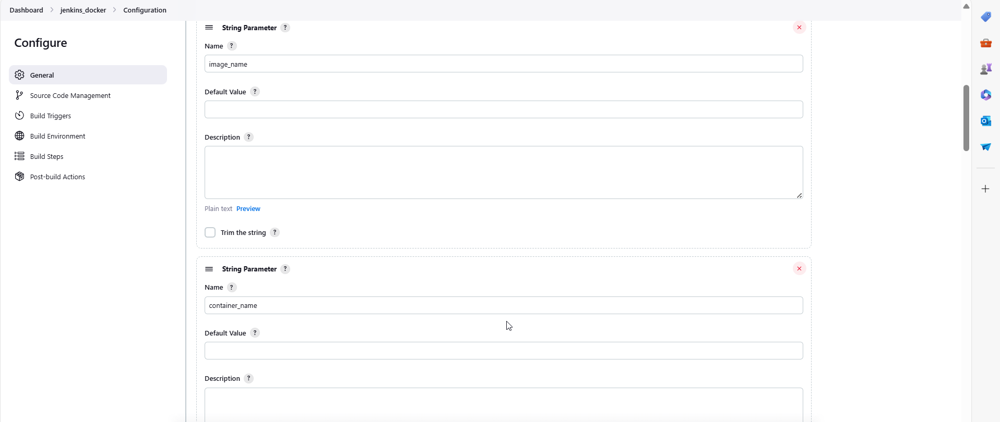 Dashboard > jenkins_docker > Configuration
Configure
General
Source Code Management
Build Triggers
Build Environment
Build Steps
Post-build Actions
String Parameter ?
Name ?
image_name
Default Value ?
Description ?
Plain text Preview
Trim the string ?
String Parameter ?
Name ?
container_name
Default Value ?
Description ?